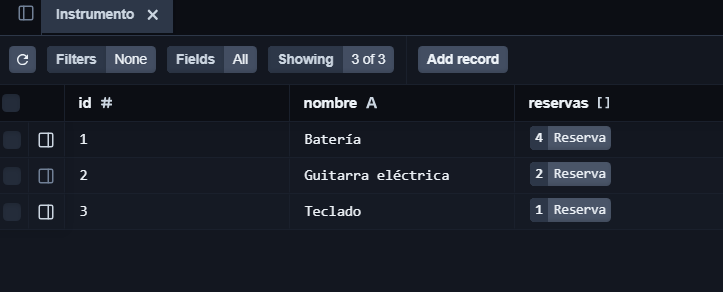 Instrumento ✕
Filters None Fields All Showing 3 of 3 Add record
id # nombre A reservas []
1 Batería 4 Reserva
2 Guitarra eléctrica 2 Reserva
3 Teclado 1 Reserva